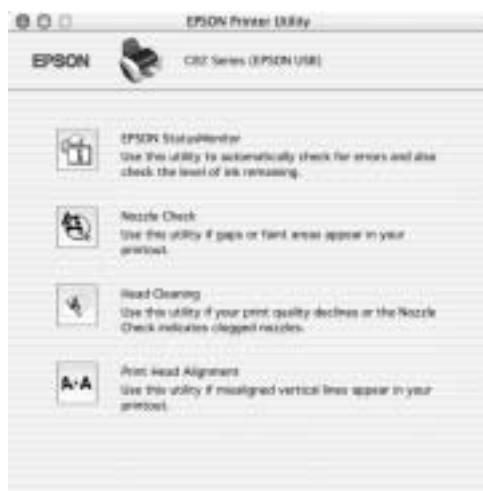 EPSON Printer Utility
EPSON
C82 Series (EPSON USB)
EPSON StatusMonitor
Use this utility to automatically check for errors and also
check the level of ink remaining.
Nozzle Check
Use this utility if gaps or faint areas appear in your
printout.
Head Cleaning
Use this utility if your print quality declines or the Nozzle
Check indicates clogged nozzles.
A·A
Print Head Alignment
Use this utility if misaligned vertical lines appear in your
printout.